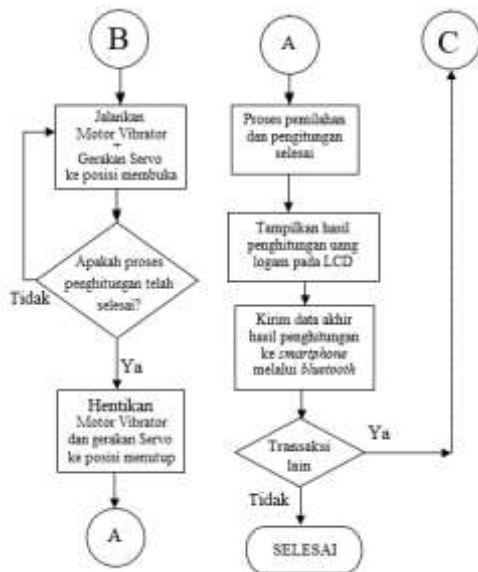 B
Jalankan
Motor Vibrator
+
Gerakan Servo
ke posisi membuka
Apakah proses
penghitungan telah
selesai?
Tidak
Ya
Hentikan
Motor Vibrator
dan gerakan Servo
ke posisi menutup
A
A
Proses pemilahan
dan pengitungan
selesai
Tampilkan hasil
penghitungan uang
logam pada LCD
Kirim data akhir
hasil penghitungan
ke smartphone
melalui bluetooth
Transaksi
lain
Ya
Tidak
SELESAI
C